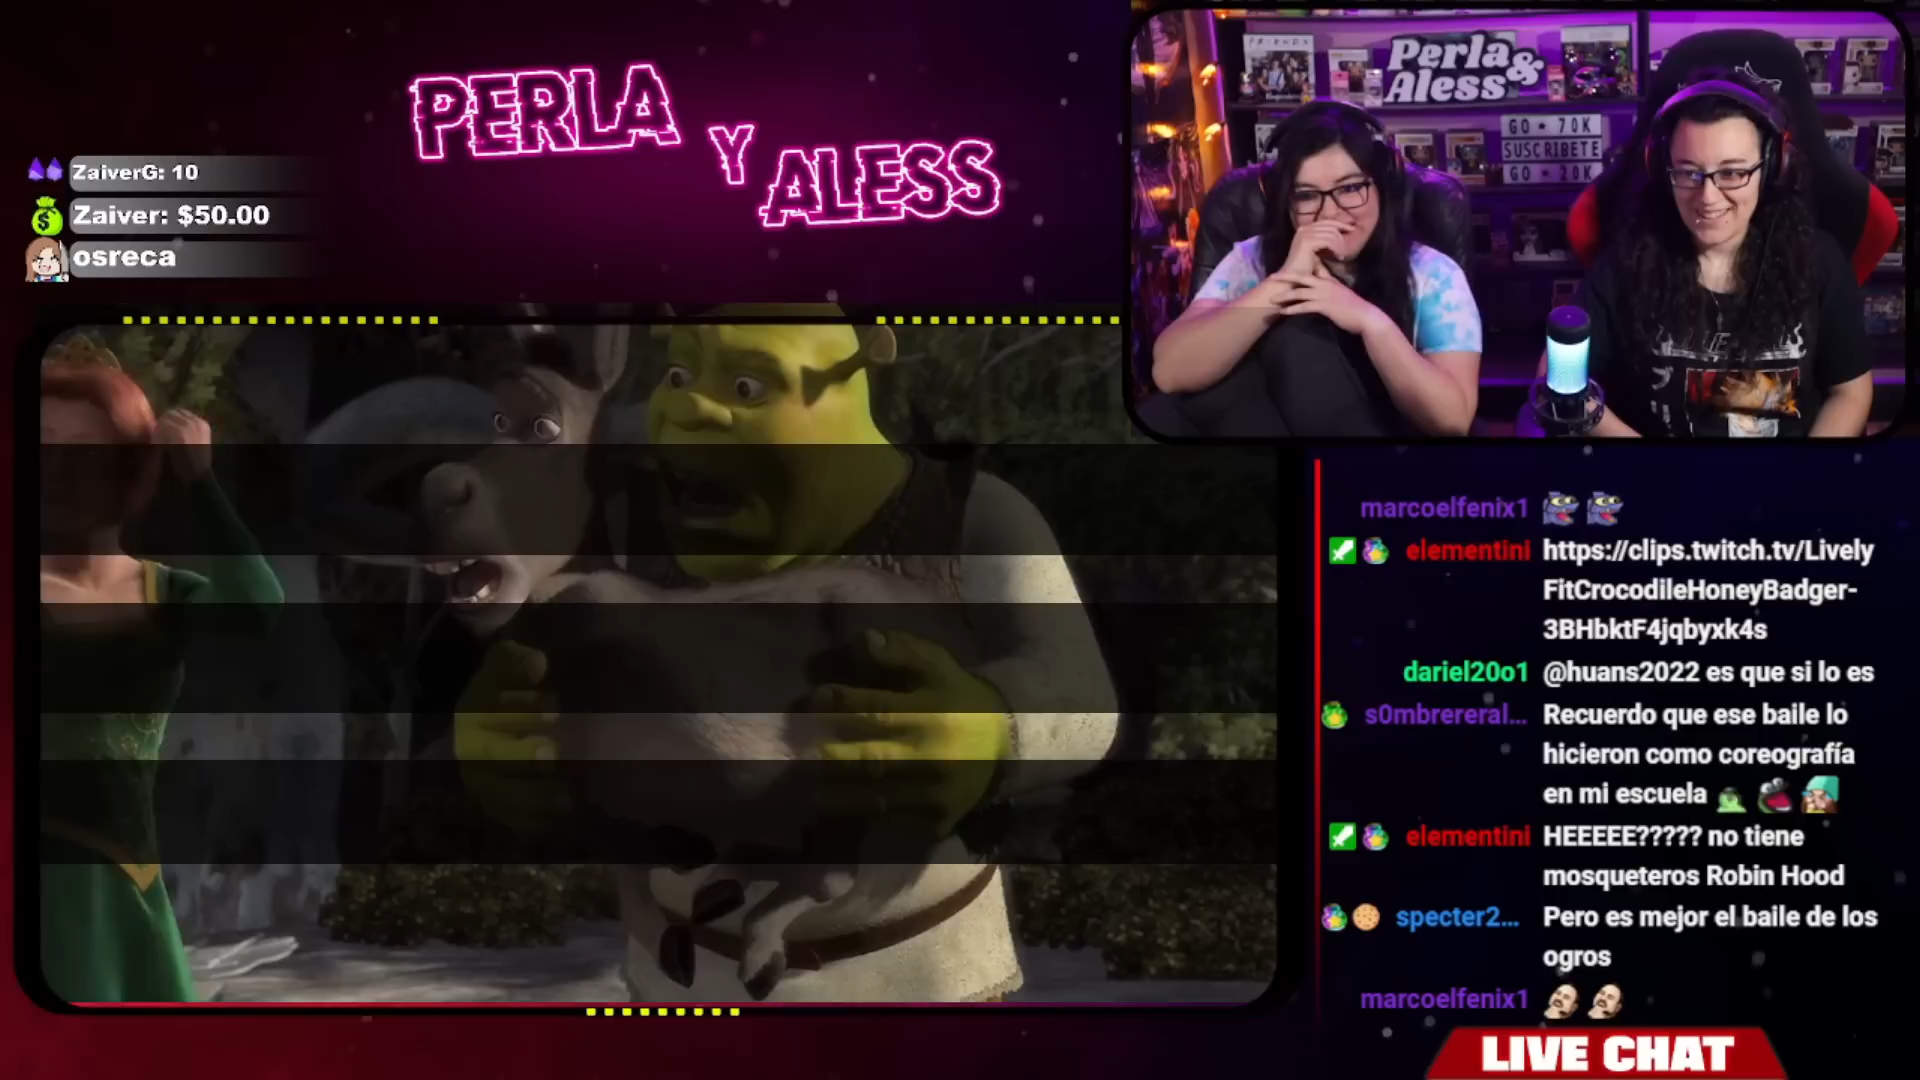 PERLA
Y
ALESS
ZaiverG: 10
Zaiver: $50.00
osreca
FRIENDS
Perla&
Aless
GO ★ 70K
SUSCRIBETE
GO ★ 20K
marcoelfenix1
elementini https://clips.twitch.tv/Lively
FitCrocodileHoneyBadger-
3BHbktF4jqbyxk4s
dariel20o1 @huans2022 es que si lo es
s0mbrereral... Recuerdo que ese baile lo
hicieron como coreografía
en mi escuela
elementini HEEEEE????? no tiene
mosqueteros Robin Hood
specter2... Pero es mejor el baile de los
ogros
marcoelfenix1
LIVE CHAT